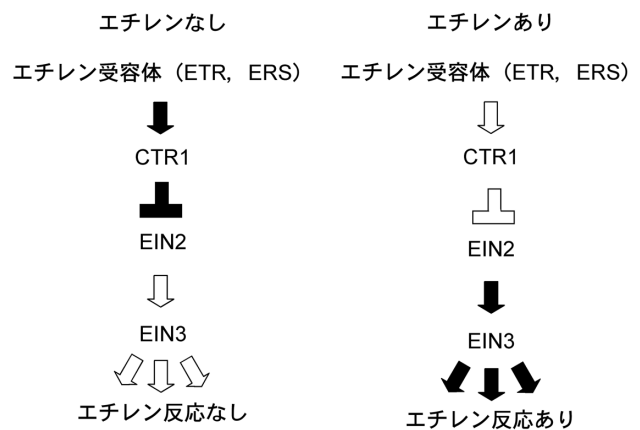 エチレンなし
エチレン受容体（ETR，ERS）
CTR1
EIN2
EIN3
エチレン反応なし
エチレンあり
エチレン受容体（ETR，ERS）
CTR1
EIN2
EIN3
エチレン反応あり